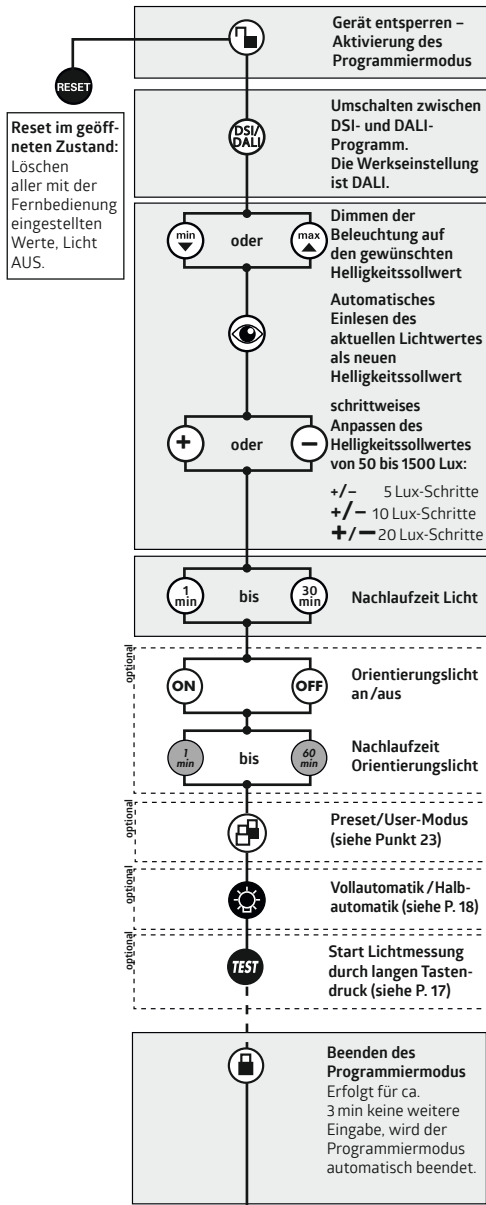 Gerät entsperren –
Aktivierung des
Programmiermodus
RESET
Reset im geöff-
neten Zustand:
Löschen
aller mit der
Fernbedienung
eingestellten
Werte, Licht
AUS.
DSI/
DALI
Umschalten zwischen
DSI- und DALI-
Programm.
Die Werkseinstellung
ist DALI.
min
oder
max
Dimmen der
Beleuchtung auf
den gewünschten
Helligkeitssollwert
Automatisches
Einlesen des
aktuellen Lichtwertes
als neuen
Helligkeitssollwert
+ oder –
schrittweises
Anpassen des
Helligkeitssollwertes
von 50 bis 1500 Lux:
+/– 5 Lux-Schritte
+/– 10 Lux-Schritte
+/– 20 Lux-Schritte
1
min
bis
30
min
Nachlaufzeit Licht
optional
ON
OFF
Orientierungslicht
an/aus
1
min
bis
60
min
Nachlaufzeit
Orientierungslicht
optional
Preset/User-Modus
(siehe Punkt 23)
optional
Vollautomatik/Halb-
automatik (siehe P. 18)
optional
TEST
Start Lichtmessung
durch langen Tasten-
druck (siehe P. 17)
Beenden des
Programmiermodus
Erfolgt für ca.
3 min keine weitere
Eingabe, wird der
Programmiermodus
automatisch beendet.